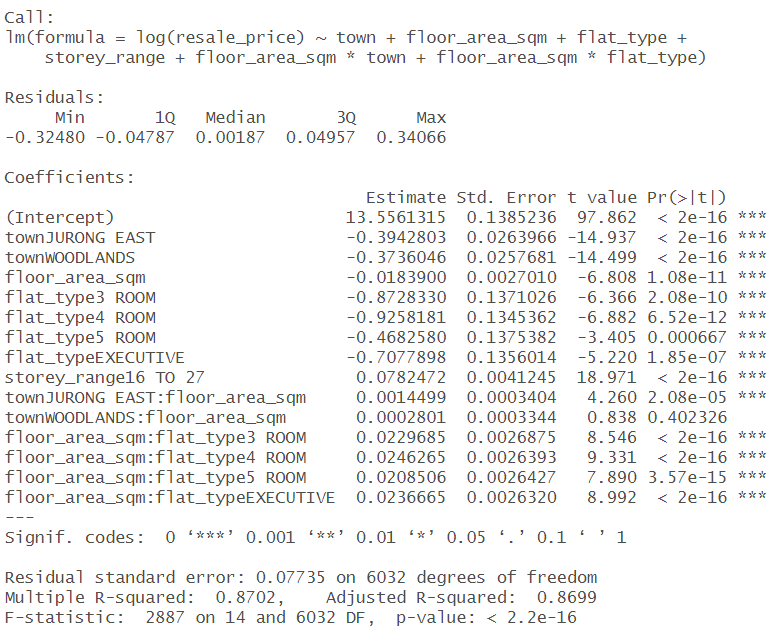 Call:
lm(formula = log(resale_price) ~ town + floor_area_sqm + flat_type +
    storey_range + floor_area_sqm * town + floor_area_sqm * flat_type)
Residuals:
     Min       1Q   Median       3Q      Max
-0.32480 -0.04787  0.00187  0.04957  0.34066
Coefficients:
                                 Estimate Std. Error t value Pr(>|t|)
(Intercept)                    13.5561315  0.1385236  97.862  < 2e-16 ***
townJURONG EAST                -0.3942803  0.0263966 -14.937  < 2e-16 ***
townWOODLANDS                  -0.3736046  0.0257681 -14.499  < 2e-16 ***
floor_area_sqm                 -0.0183900  0.0027010  -6.808 1.08e-11 ***
flat_type3 ROOM                -0.8728330  0.1371026  -6.366 2.08e-10 ***
flat_type4 ROOM                -0.9258181  0.1345362  -6.882 6.52e-12 ***
flat_type5 ROOM                -0.4682580  0.1375382  -3.405 0.000667 ***
flat_typeEXECUTIVE             -0.7077898  0.1356014  -5.220 1.85e-07 ***
storey_range16 TO 27            0.0782472  0.0041245  18.971  < 2e-16 ***
townJURONG EAST:floor_area_sqm  0.0014499  0.0003404   4.260 2.08e-05 ***
townWOODLANDS:floor_area_sqm    0.0002801  0.0003344   0.838 0.402326
floor_area_sqm:flat_type3 ROOM  0.0229685  0.0026875   8.546  < 2e-16 ***
floor_area_sqm:flat_type4 ROOM  0.0246265  0.0026393   9.331  < 2e-16 ***
floor_area_sqm:flat_type5 ROOM  0.0208506  0.0026427   7.890 3.57e-15 ***
floor_area_sqm:flat_typeEXECUTIVE  0.0236665  0.0026320   8.992  < 2e-16 ***
---
Signif. codes:  0 ‘***’ 0.001 ‘**’ 0.01 ‘*’ 0.05 ‘.’ 0.1 ‘ ’ 1
Residual standard error: 0.07735 on 6032 degrees of freedom
Multiple R-squared:  0.8702,    Adjusted R-squared:  0.8699
F-statistic:  2887 on 14 and 6032 DF,  p-value: < 2.2e-16